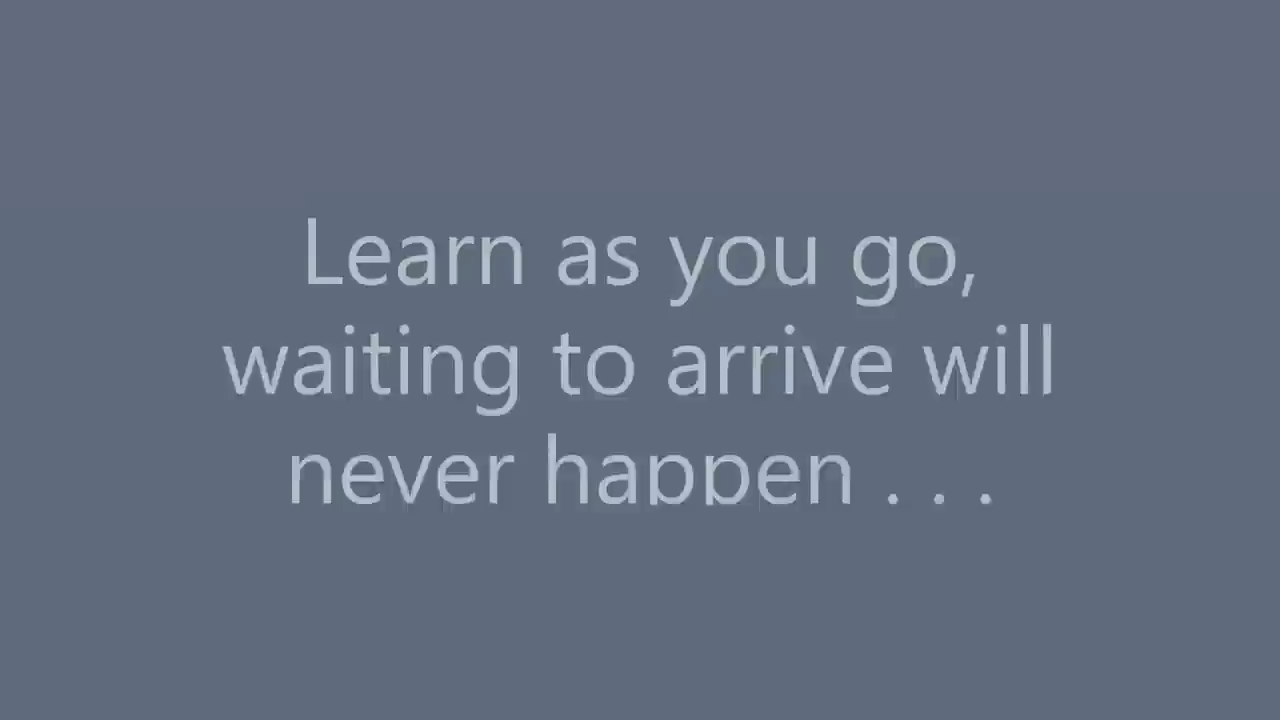 Learn as you go,
waiting to arrive will
never happen . . .